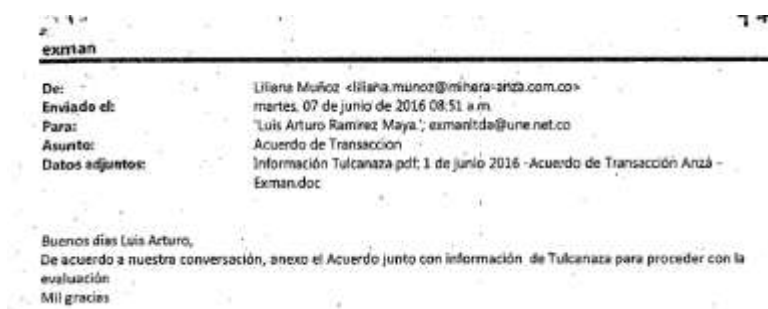 exman
De: Liliana Muñoz <liliana.munoz@minera-anza.com.co>
Enviado el: martes, 07 de junio de 2016 08:51 a.m.
Para: 'Luis Arturo Ramirez Maya.'; exmanltda@une.net.co
Asunto: Acuerdo de Transaccion
Datos adjuntos: Información Tulcanaza.pdf; 1 de junio 2016 -Acuerdo de Transacción Anzá -
Exman.doc
Buenos dias Luis Arturo,
De acuerdo a nuestra conversación, anexo el Acuerdo junto con información de Tulcanaza para proceder con la
evaluación
Mil gracias